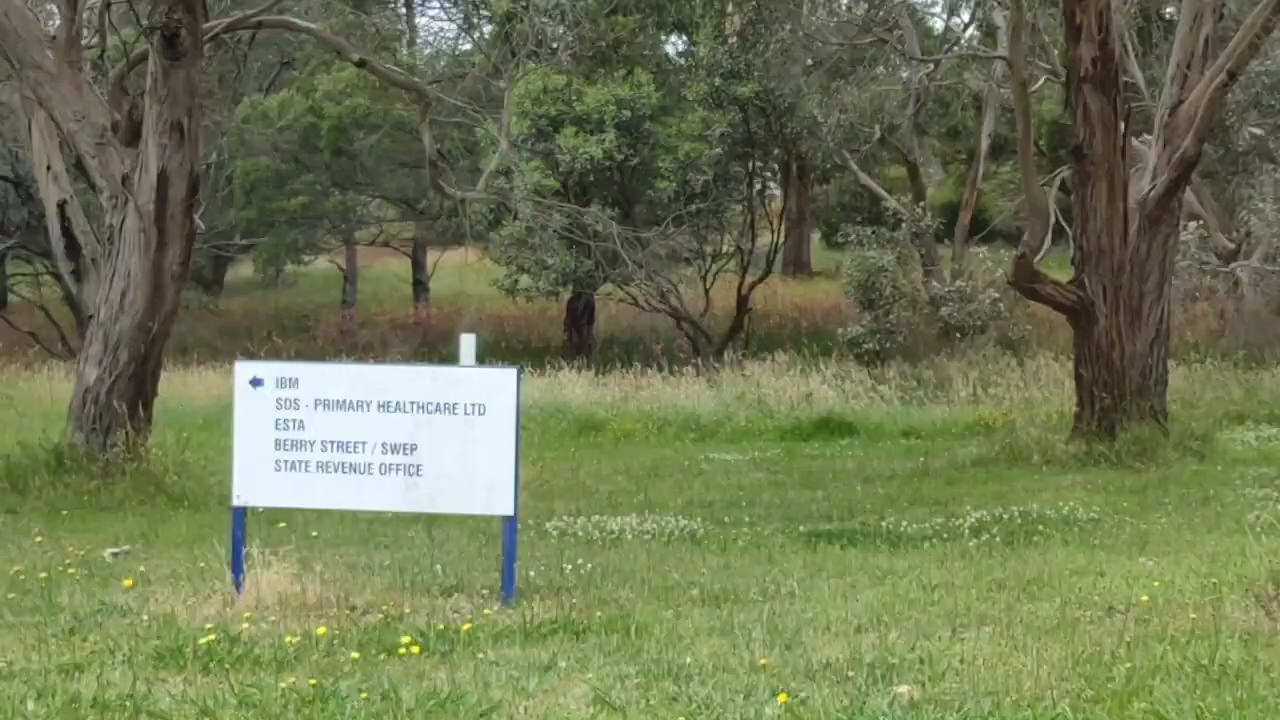 IBM
SDS - PRIMARY HEALTHCARE LTD
ESTA
BERRY STREET / SWEP
STATE REVENUE OFFICE